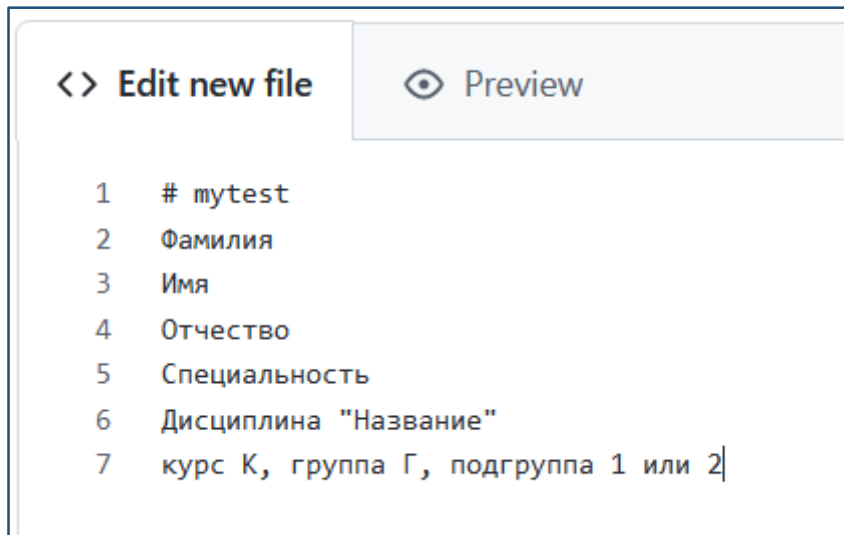 <> Edit new file Preview
1 # mytest
2 Фамилия
3 Имя
4 Отчество
5 Специальность
6 Дисциплина "Название"
7 курс К, группа Г, подгруппа 1 или 2